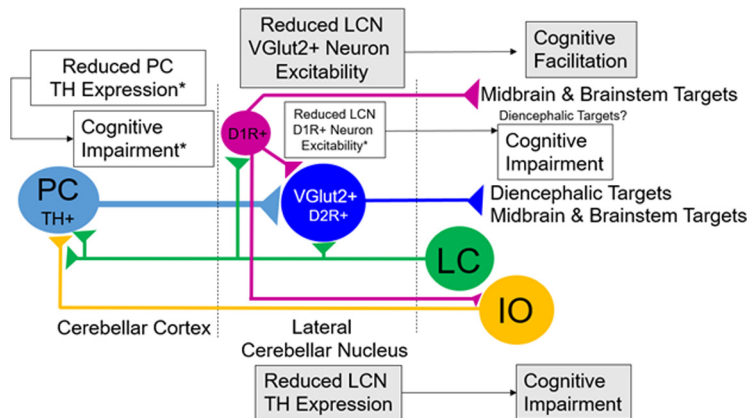 Reduced LCN
VGlut2+ Neuron
Excitability
Cognitive
Facilitation
Reduced PC
TH Expression*
Cognitive
Impairment*
Midbrain & Brainstem Targets
D1R+
Reduced LCN
D1R+ Neuron
Excitability*
Diencephalic Targets?
Cognitive
Impairment
PC
TH+
VGlut2+
D2R+
Diencephalic Targets
Midbrain & Brainstem Targets
LC
IO
Cerebellar Cortex
Lateral
Cerebellar Nucleus
Reduced LCN
TH Expression
Cognitive
Impairment